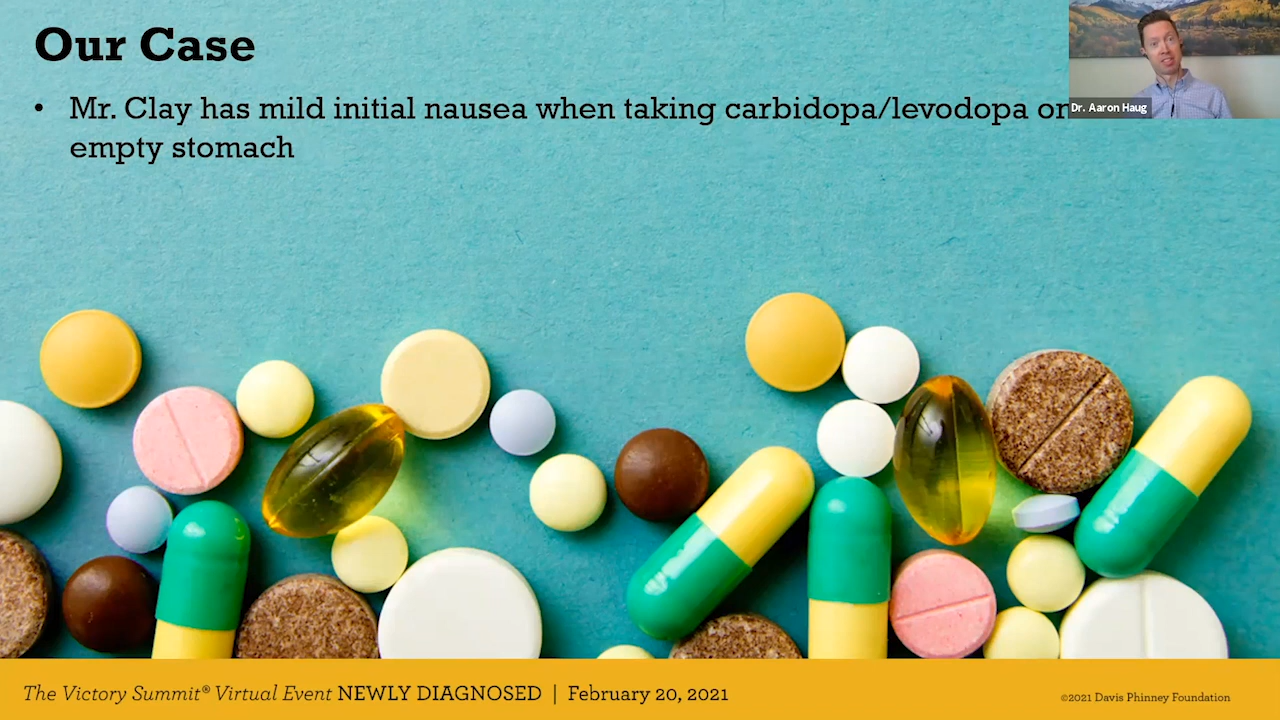 Our Case
• Mr. Clay has mild initial nausea when taking carbidopa/levodopa on
empty stomach
Dr. Aaron Haug
The Victory Summit® Virtual Event NEWLY DIAGNOSED | February 20, 2021
©2021 Davis Phinney Foundation